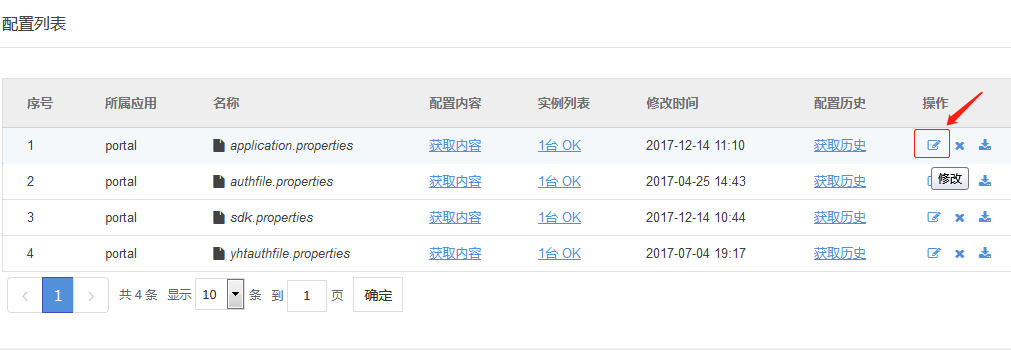 配置列表
序号 所属应用 名称 配置内容 实例列表 修改时间 配置历史 操作
1 portal application.properties 获取内容 1台 OK 2017-12-14 11:10 获取历史
2 portal authfile.properties 获取内容 1台 OK 2017-04-25 14:43 获取历史
修改
3 portal sdk.properties 获取内容 1台 OK 2017-12-14 10:44 获取历史
4 portal yhtauthfile.properties 获取内容 1台 OK 2017-07-04 19:17 获取历史
1 共 4 条 显示 10 条 到 1 页 确定